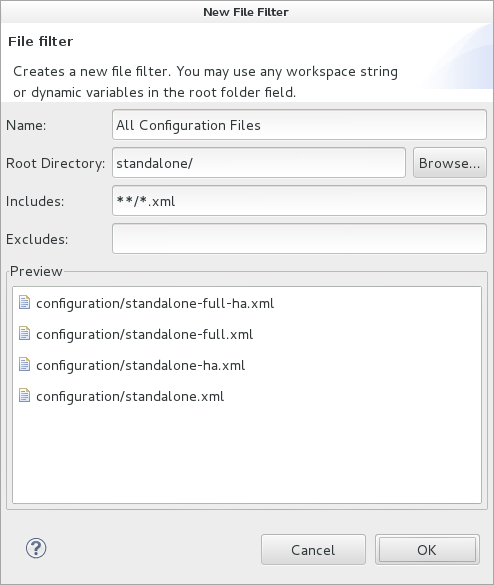 New File Filter
File filter
Creates a new file filter. You may use any workspace string
or dynamic variables in the root folder field.
Name: All Configuration Files
Root Directory: standalone/ Browse...
Includes: **/*.xml
Excludes:
Preview
configuration/standalone-full-ha.xml
configuration/standalone-full.xml
configuration/standalone-ha.xml
configuration/standalone.xml
? Cancel OK